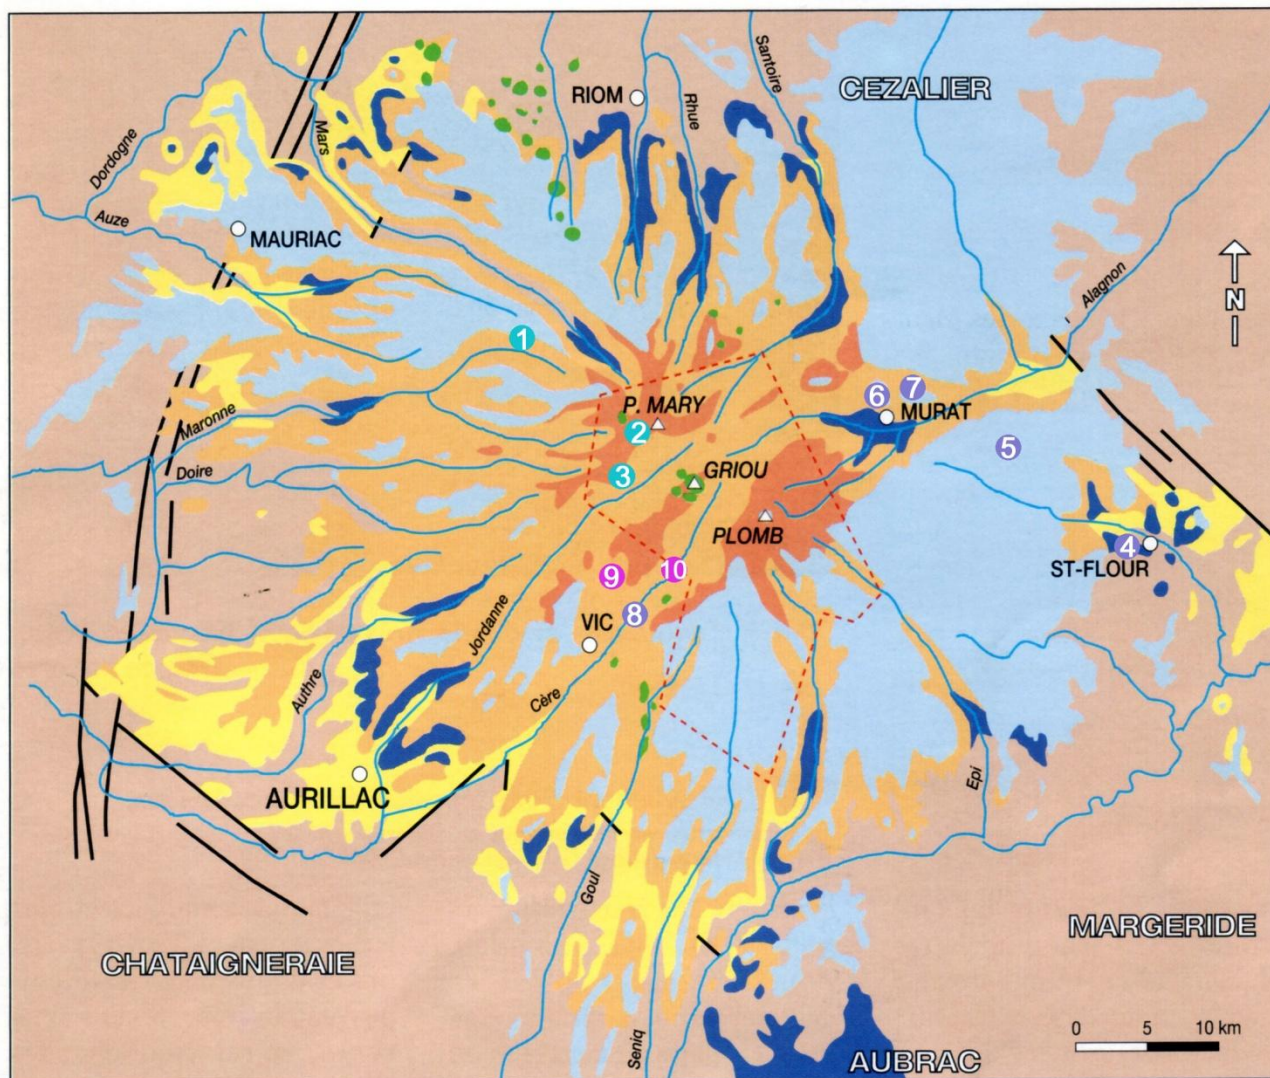 Santoire
CEZALIER
RIOM
Rhue
Mars
Dordogne
Auze
MAURIAC
Alagnon
N
1
6
7
P. MARY
MURAT
Maronne
2
5
Doire
3
GRIOU
PLOMB
4
ST-FLOUR
9
10
Jordanne
8
VIC
Authre
Cère
Epi
AURILLAC
Goul
MARGERIDE
CHATAIGNERAIE
0 5 10 km
Seniq
AUBRAC